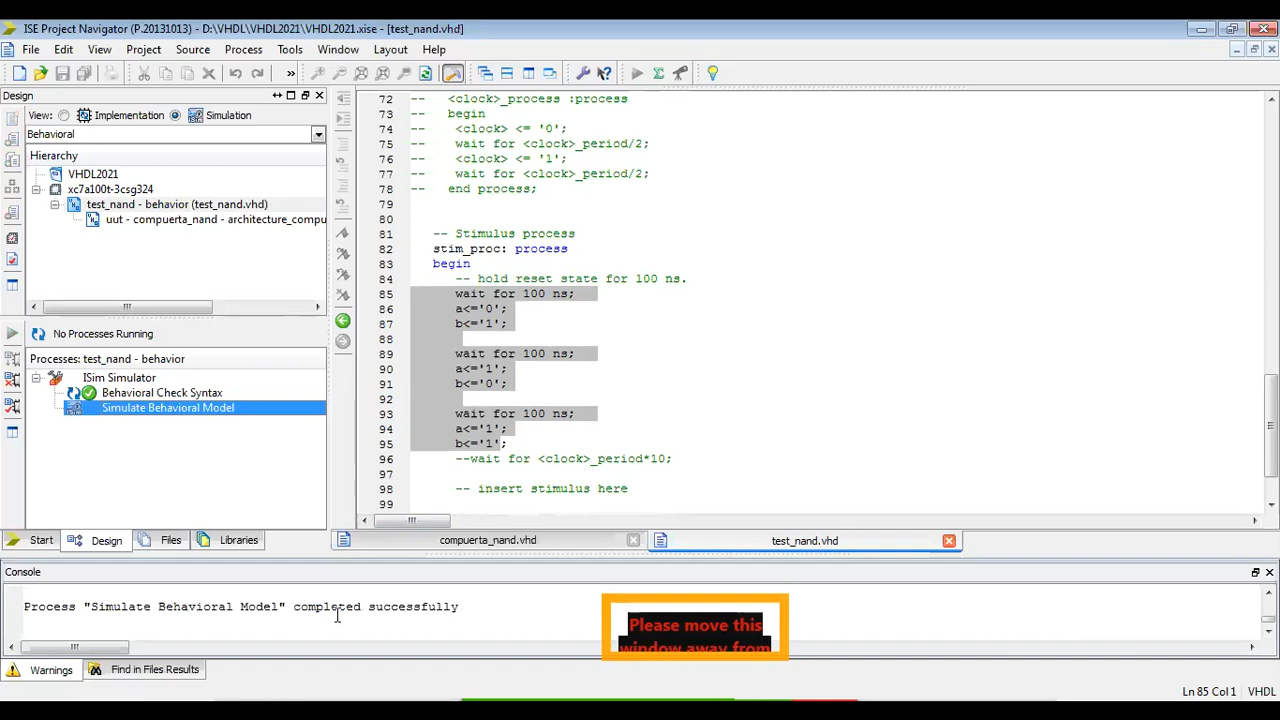 ISE Project Navigator (P.20131013) - D:\VHDL\VHDL2021\VHDL2021.xise - [test_nand.vhd]
File Edit View Project Source Process Tools Window Layout Help
»
Design
View: Implementation Simulation
Behavioral
Hierarchy
VHDL2021
xc7a100t-3csg324
test_nand - behavior (test_nand.vhd)
uut - compuerta_nand - architecture_compu
No Processes Running
Processes: test_nand - behavior
ISim Simulator
Behavioral Check Syntax
Simulate Behavioral Model
Start Design Files Libraries
72 -- <clock>_process :process
73 -- begin
74 -- <clock> <= '0';
75 -- wait for <clock>_period/2;
76 -- <clock> <= '1';
77 -- wait for <clock>_period/2;
78 -- end process;
79
80
81 -- Stimulus process
82 stim_proc: process
83 begin
84 -- hold reset state for 100 ns.
85 wait for 100 ns;
86 a<='0';
87 b<='1';
88
89 wait for 100 ns;
90 a<='1';
91 b<='0';
92
93 wait for 100 ns;
94 a<='1';
95 b<='1';
96 --wait for <clock>_period*10;
97
98 -- insert stimulus here
99
compuerta_nand.vhd test_nand.vhd
Console
Process "Simulate Behavioral Model" completed successfully
Please move this
window away from
Warnings Find in Files Results
Ln 85 Col 1 VHDL